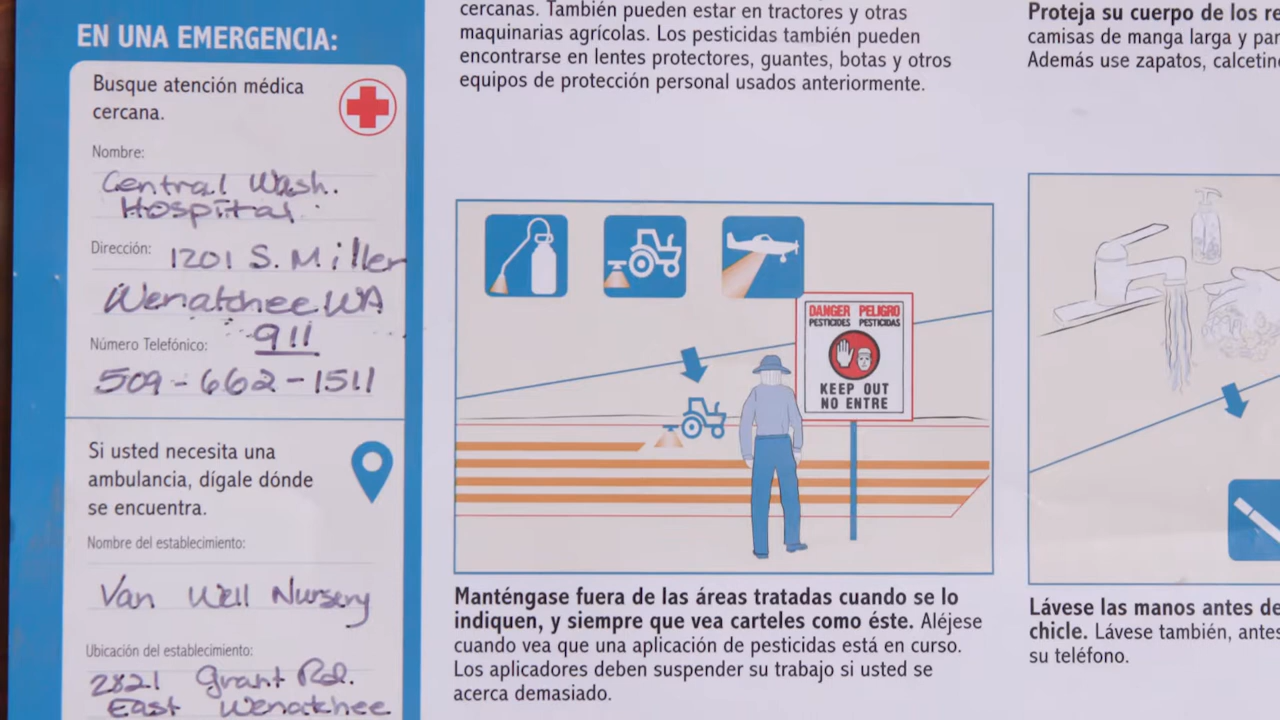 EN UNA EMERGENCIA:
Busque atención médica
cercana.
Nombre:
Central Wash.
Hospital
Dirección: 1201 S. Miller
Wenatchee WA
911
Número Telefónico:
509-662-1511
Si usted necesita una
ambulancia, dígale dónde
se encuentra.
Nombre del establecimiento:
Van Well Nursery
Ubicación del establecimiento:
2821 Grant Rd.
East Wenatchee
cercanas. También pueden estar en tractores y otras
maquinarias agrícolas. Los pesticidas también pueden
encontrarse en lentes protectores, guantes, botas y otros
equipos de protección personal usados anteriormente.
DANGER PELIGRO
PESTICIDES PESTICIDAS
KEEP OUT
NO ENTRE
Manténgase fuera de las áreas tratadas cuando se lo
indiquen, y siempre que vea carteles como éste. Aléjese
cuando vea que una aplicación de pesticidas está en curso.
Los aplicadores deben suspender su trabajo si usted se
acerca demasiado.
Proteja su cuerpo de los re
camisas de manga larga y par
Además use zapatos, calcetine
Lávese las manos antes de
chicle. Lávese también, antes
su teléfono.